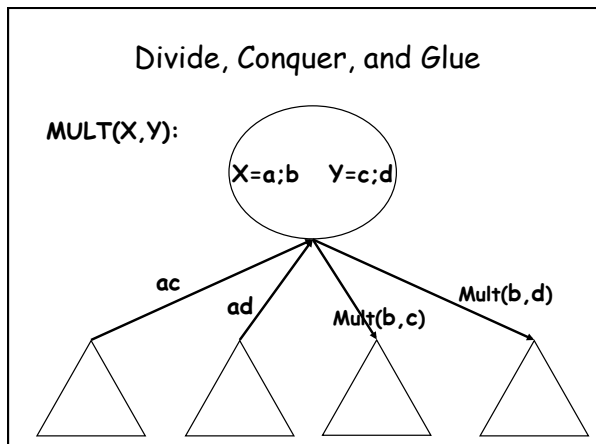 Divide, Conquer, and Glue
MULT(X,Y):
X=a;b Y=c;d
ac
ad
Mult(b,c)
Mult(b,d)